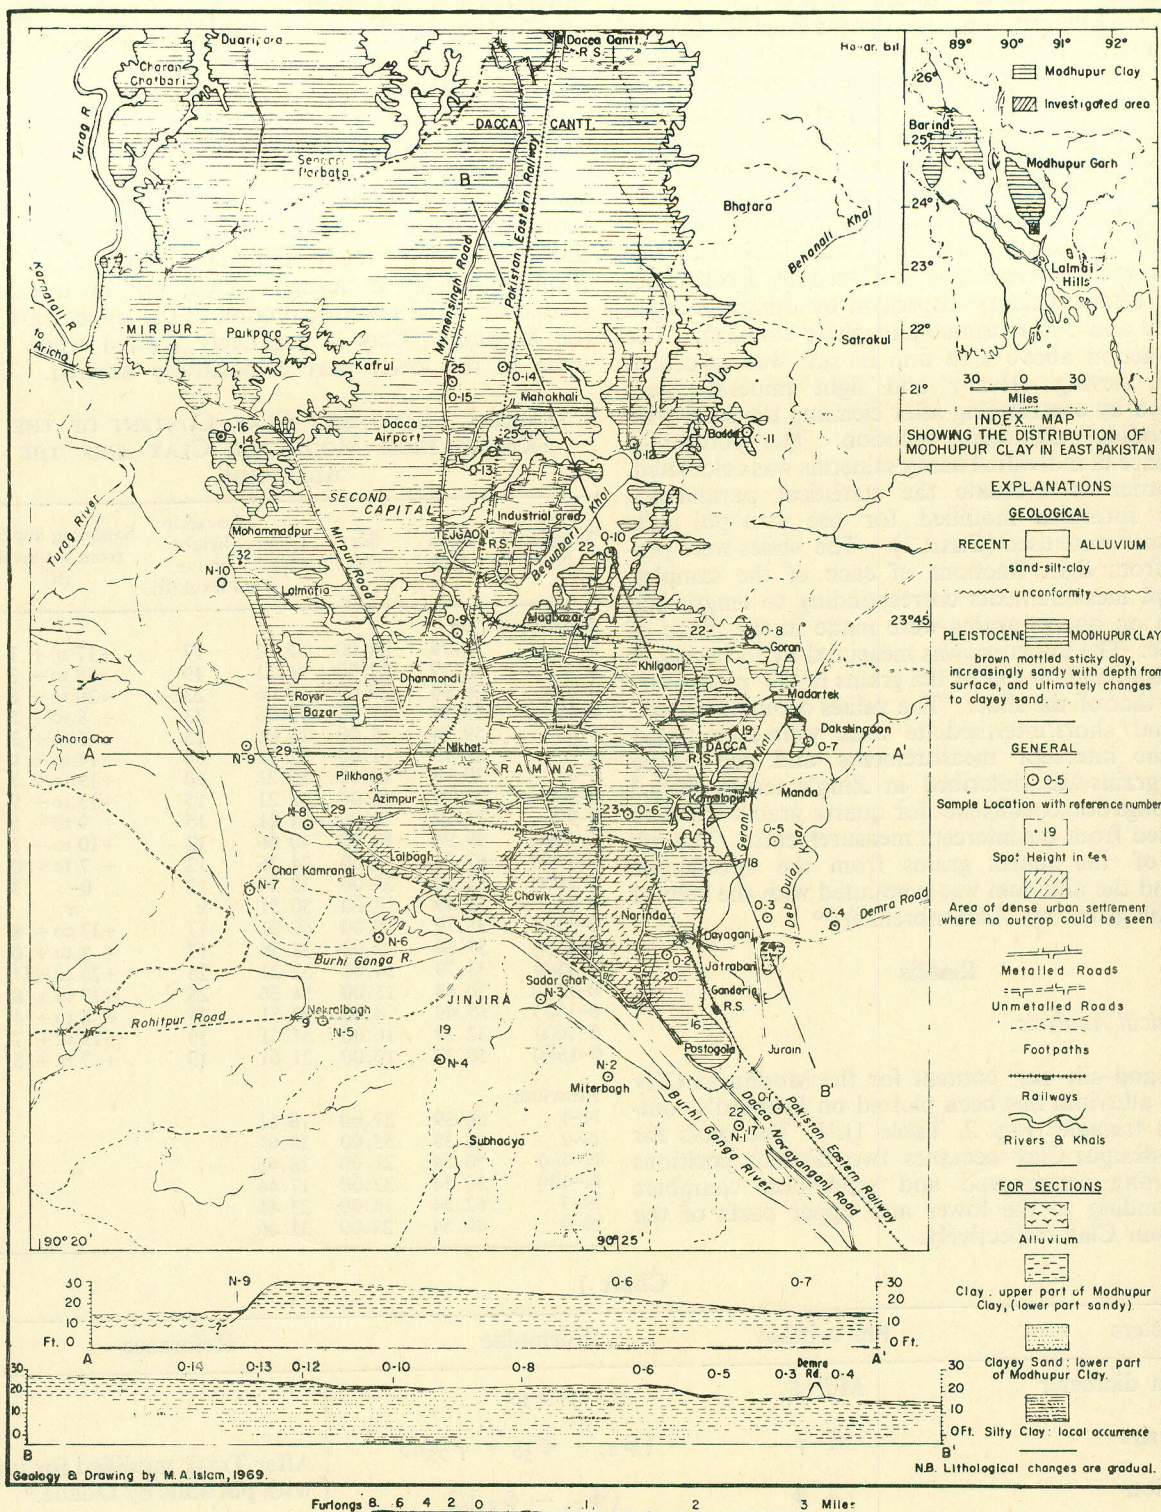 Duaripara
Dacca Cantt.
R.S.
Charan
Chatbari
Turag R
DACCA CANTT.
Senpara
Parbata
B
Bhatara
Behanali Khal
Mymensingh Road
Pakistan Eastern Railway
Karnatali R
to
Aricha
MIRPUR
Paikpara
Kafrul
Satrakul
25
O-14
O-15
Mahakhali
Dacca
Airport
O-16
14
25
O-13
O-12
Badda
O-11
SECOND
CAPITAL
Industrial area
Turag River
Mohammadpur
TEJGAON
R.S.
Begunbari Khal
O-10
22
32
N-10
Mirpur Road
Lalmatia
O-9
Magbazar
22
O-8
Goran
23°45
Khilgaon
Dhanmondi
Royer
Bazar
Madartek
19
Dakshingaon
Ghata Char
A
N-9
29
Nilkhet
DACCA
R.S.
Khal
O-7
A'
Pilkhana
RAMNA
Azimpur
Kamalapur
Manda
N-8
29
23
O-6
Gerani
O-5
Lalbagh
18
Khal
Char Kamrangi
N-7
Chawk
Deb Dulai
O-3
O-4
Demra Road
Narinda
N-6
Dayaganj
24
Burhi Ganga R.
O-2
20
Jatraban
Sadar Ghat
N-3
Gandaria
R.S.
JINJIRA
Nekralbagh
Rohitpur Road
9
N-5
19
16
N-4
Postogola
Jurain
N-2
Mirerbagh
B'
O-1
22
N-1
17
Subhadya
Burhi Ganga River
Dacca-Narayanganj Road
Pakistan Eastern Railway
90°20'
90°25'
Haoar. Bil
89° 90° 91° 92°
26°
Modhupur Clay
Investigated area
Barind
25°
Modhupur Garh
24°
23°
Lalmai
Hills
22°
21°
30 0 30
Miles
INDEX MAP
SHOWING THE DISTRIBUTION OF
MODHUPUR CLAY IN EAST PAKISTAN
EXPLANATIONS
GEOLOGICAL
RECENT ALLUVIUM
sand-silt-clay
unconformity
PLEISTOCENE MODHUPUR CLAY
brown mottled sticky clay,
increasingly sandy with depth from
surface, and ultimately changes
to clayey sand.
GENERAL
O-5
Sample Location with reference number
19
Spot Height in feet
Area of dense urban settlement
where no outcrop could be seen
Metalled Roads
Unmetalled Roads
Footpaths
Railways
Rivers & Khals
FOR SECTIONS
Alluvium
Clay. upper part of Modhupur
Clay, (lower part sandy)
Clayey Sand: lower part
of Modhupur Clay.
Silty Clay: local occurrence
N.B. Lithological changes are gradual.
30 N-9 O-6 O-7 30
20 20
10 10
Ft. 0 0 Ft.
?
A A'
O-14 O-13 O-12 O-10 O-8 O-6 O-5 O-3 Demra Rd. O-4
30 30
20 20
10 10
0 0Ft.
B B'
Geology & Drawing by M.A.Islam,1969.
Furlongs 8 6 4 2 0 1 2 3 Miles